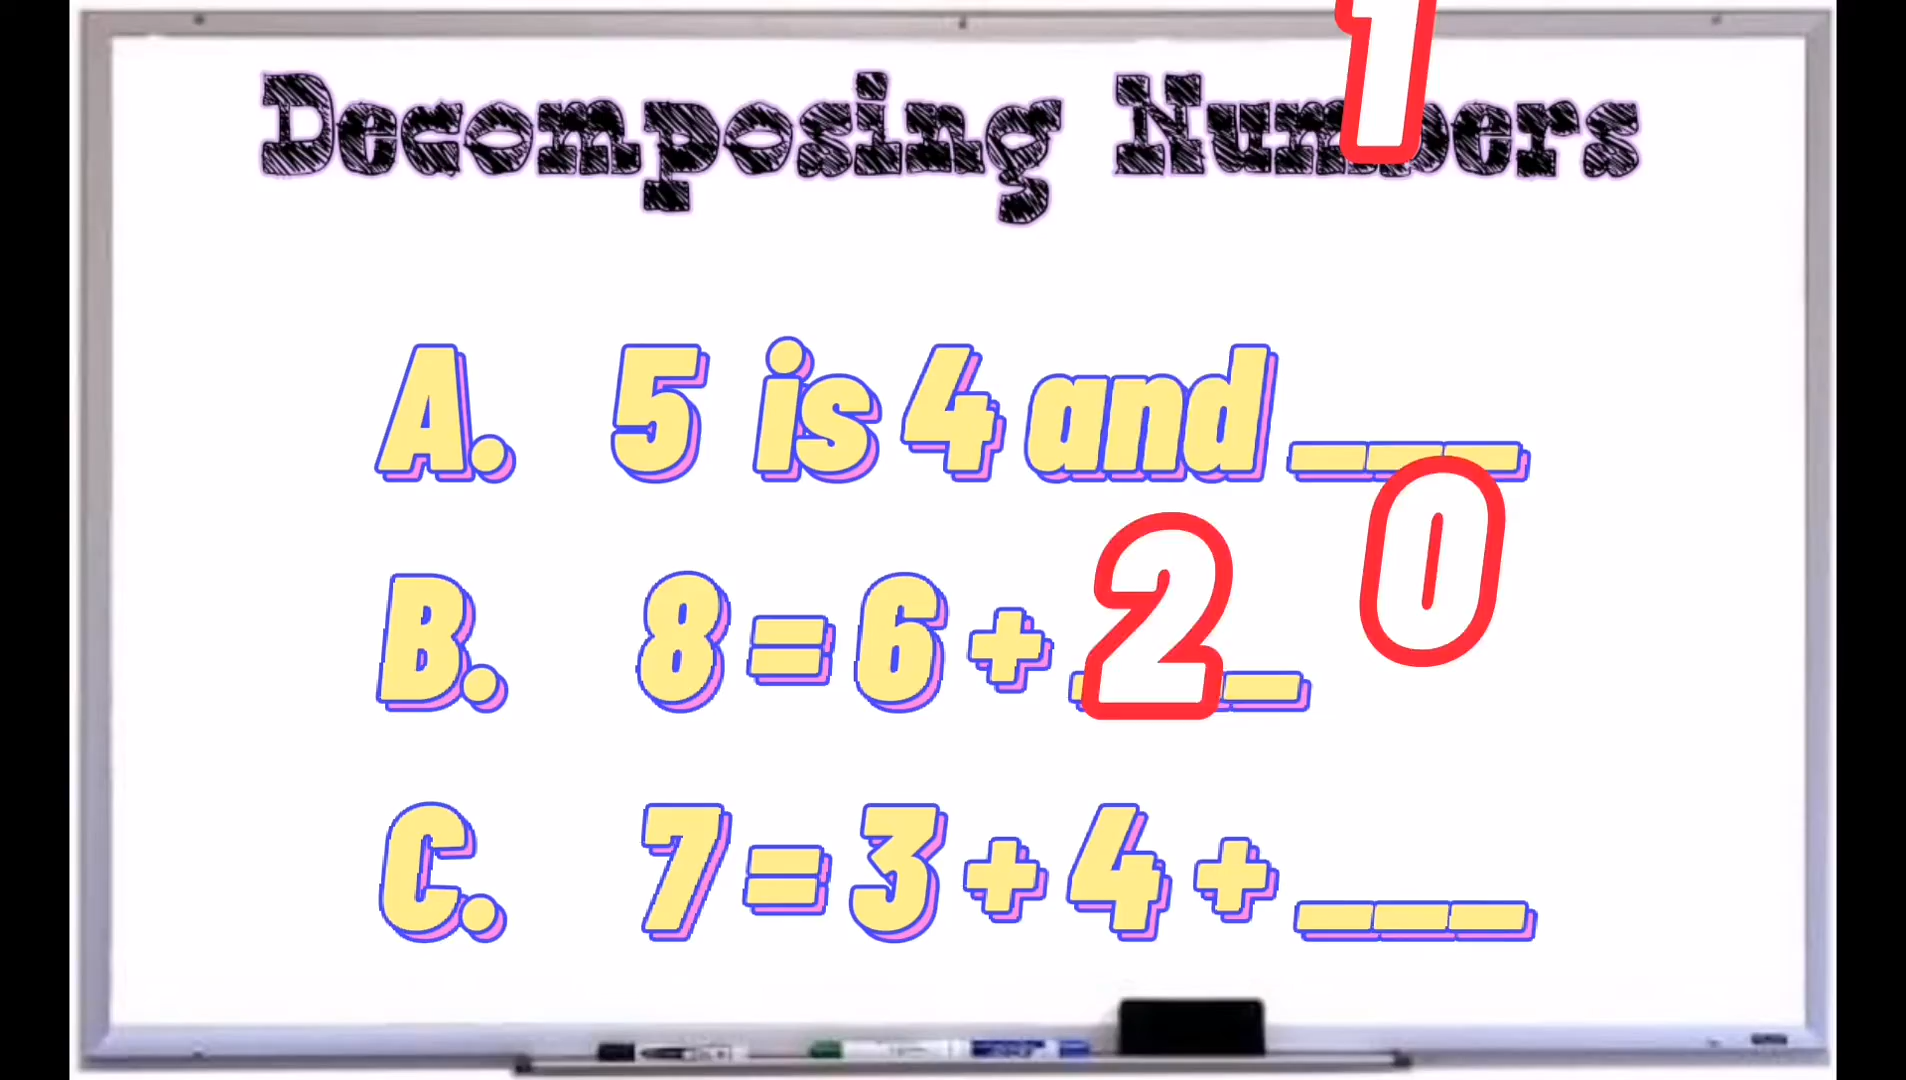 1
Decomposing Numbers
A. 5 is 4 and ___
0
B. 8 = 6 + 2_
C. 7 = 3 + 4 + ___